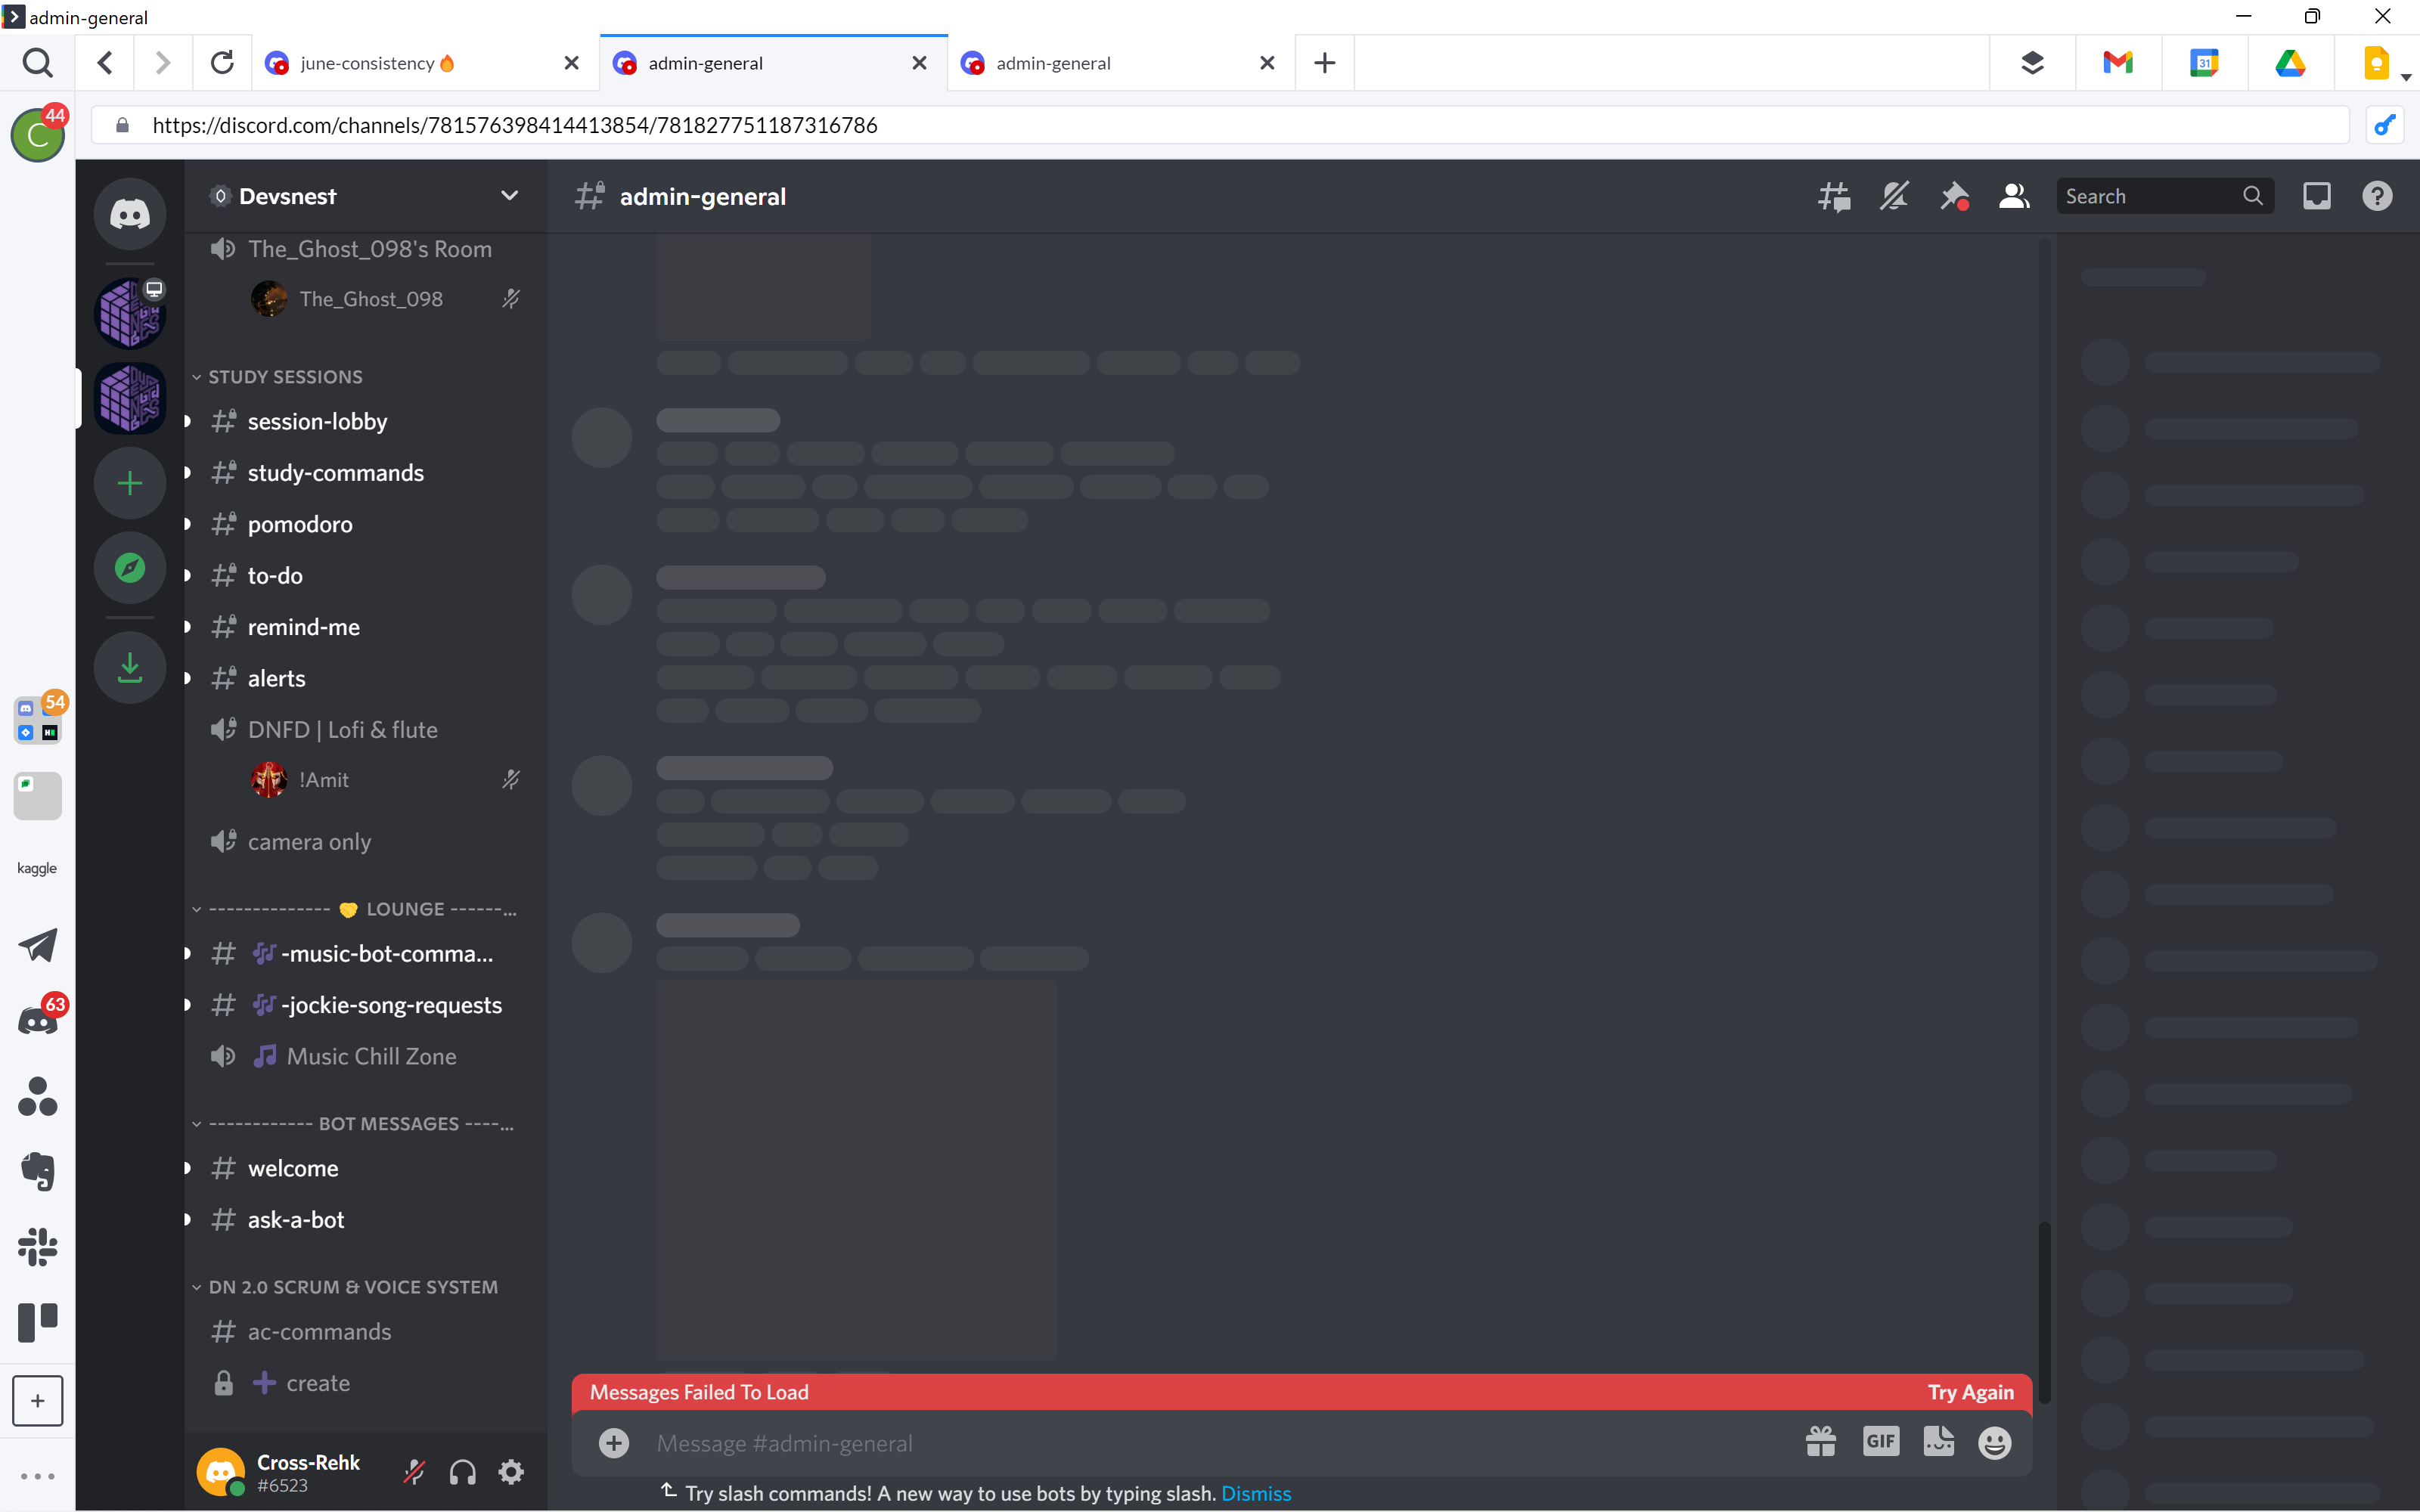 admin-general
june-consistency🔥
admin-general
admin-general
31
44
C
https://discord.com/channels/781576398414413854/781827751187316786
Devsnest
admin-general
Search
The_Ghost_098's Room
The_Ghost_098
STUDY SESSIONS
session-lobby
study-commands
pomodoro
to-do
remind-me
alerts
54
DNFD | Lofi & flute
!Amit
camera only
kaggle
-------------- 🤝 LOUNGE ------...
🎶-music-bot-comma...
🎶-jockie-song-requests
63
🎵 Music Chill Zone
------------ BOT MESSAGES ----...
welcome
ask-a-bot
DN 2.0 SCRUM & VOICE SYSTEM
ac-commands
➕ create
Messages Failed To Load
Try Again
Message #admin-general
GIF
Cross-Rehk
#6523
Try slash commands! A new way to use bots by typing slash. Dismiss